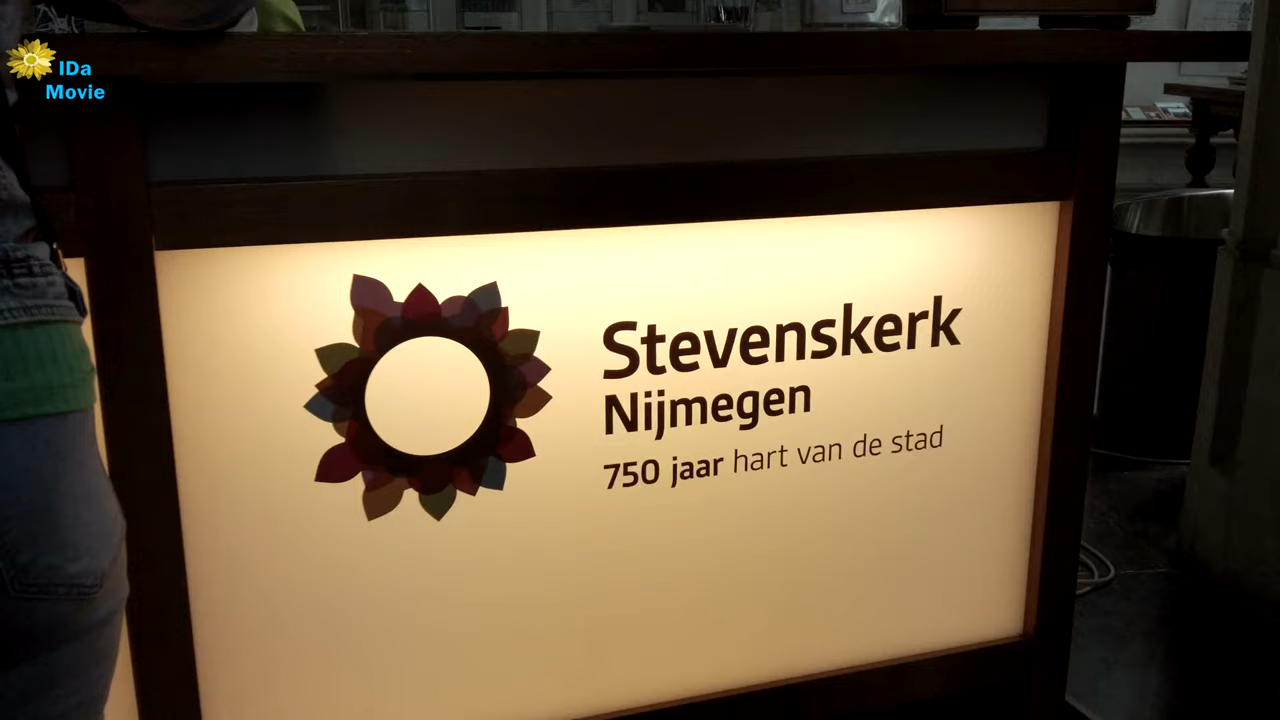 IDa
Movie
Stevenskerk
Nijmegen
750 jaar hart van de stad